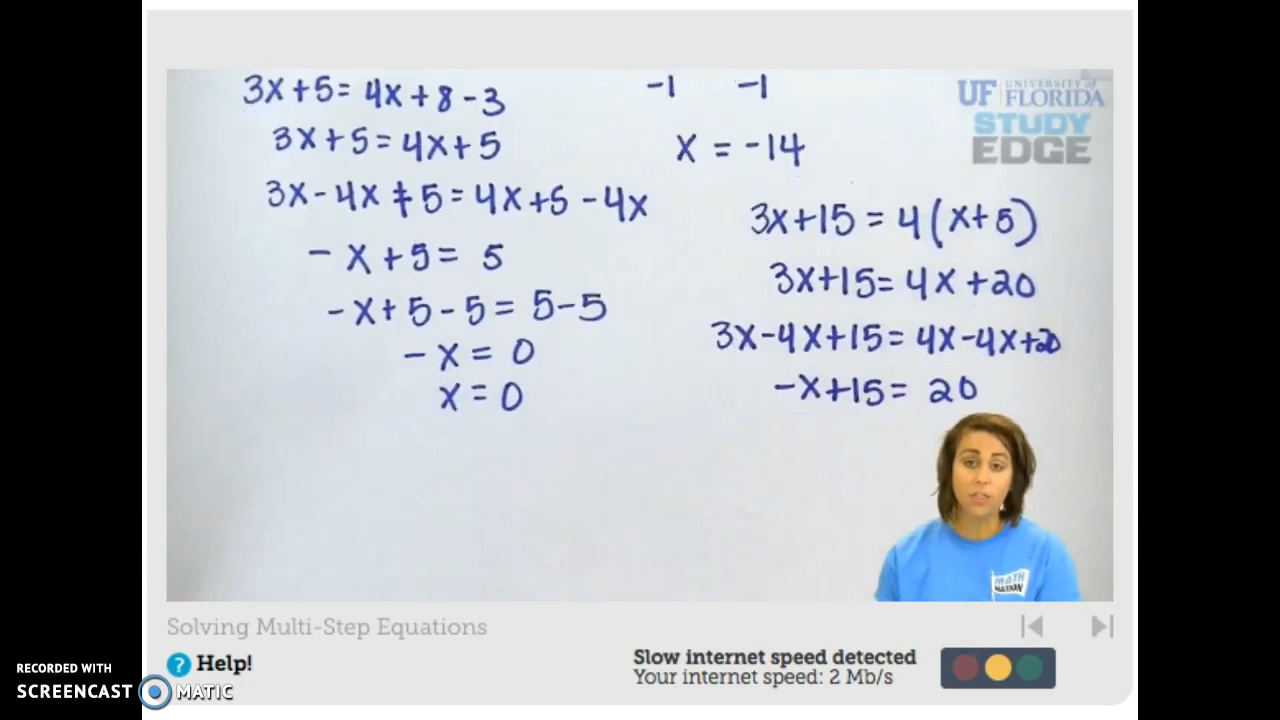 3x+5= 4x+8-3
3x+5=4x+5
3x-4x+5=4x+5-4x
-x+5= 5
-x+5-5=5-5
-x=0
x=0
-1 -1
x = -14
3x+15 = 4(x+5)
3x+15=4x+20
3x-4x+15=4x-4x+20
-x+15= 20
UF UNIVERSITY of FLORIDA
STUDY
EDGE
MATH
NATION
Solving Multi-Step Equations
? Help!
Slow internet speed detected
Your internet speed: 2 Mb/s
RECORDED WITH
SCREENCAST MATIC